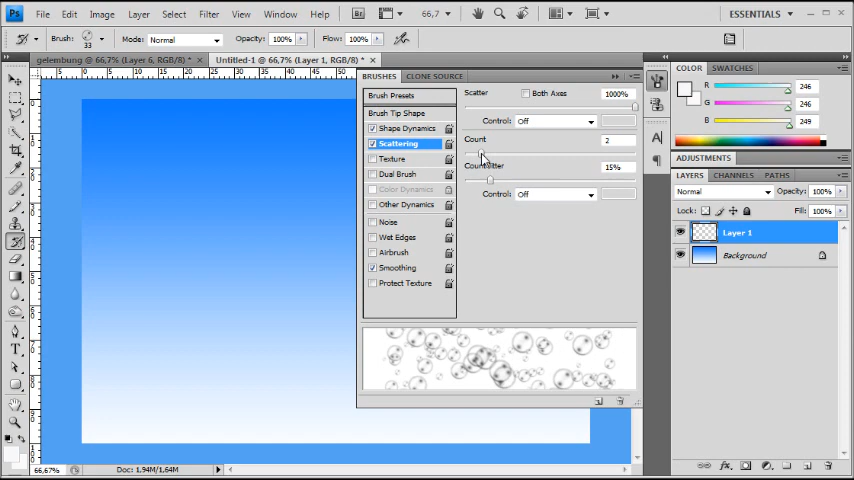 Ps
File
Edit
Image
Layer
Select
Filter
View
Window
Help
Br
66,7
ESSENTIALS
Brush:
33
Mode:
Normal
Opacity:
100%
Flow:
100%
gelembung @ 66,7% (Layer 6, RGB/8) *
Untitled-1 @ 66,7% (Layer 1, RGB/8) *
BRUSHES
CLONE SOURCE
Brush Presets
Brush Tip Shape
Shape Dynamics
Scattering
Texture
Dual Brush
Color Dynamics
Other Dynamics
Noise
Wet Edges
Airbrush
Smoothing
Protect Texture
Scatter
Both Axes
1000%
Control:
Off
Count
2
15%
Control:
Off
COLOR
SWATCHES
R
246
G
246
B
249
ADJUSTMENTS
LAYERS
CHANNELS
PATHS
Normal
Opacity:
100%
Lock:
Fill:
100%
Layer 1
Background
66,67%
Doc: 1,94M/1,64M